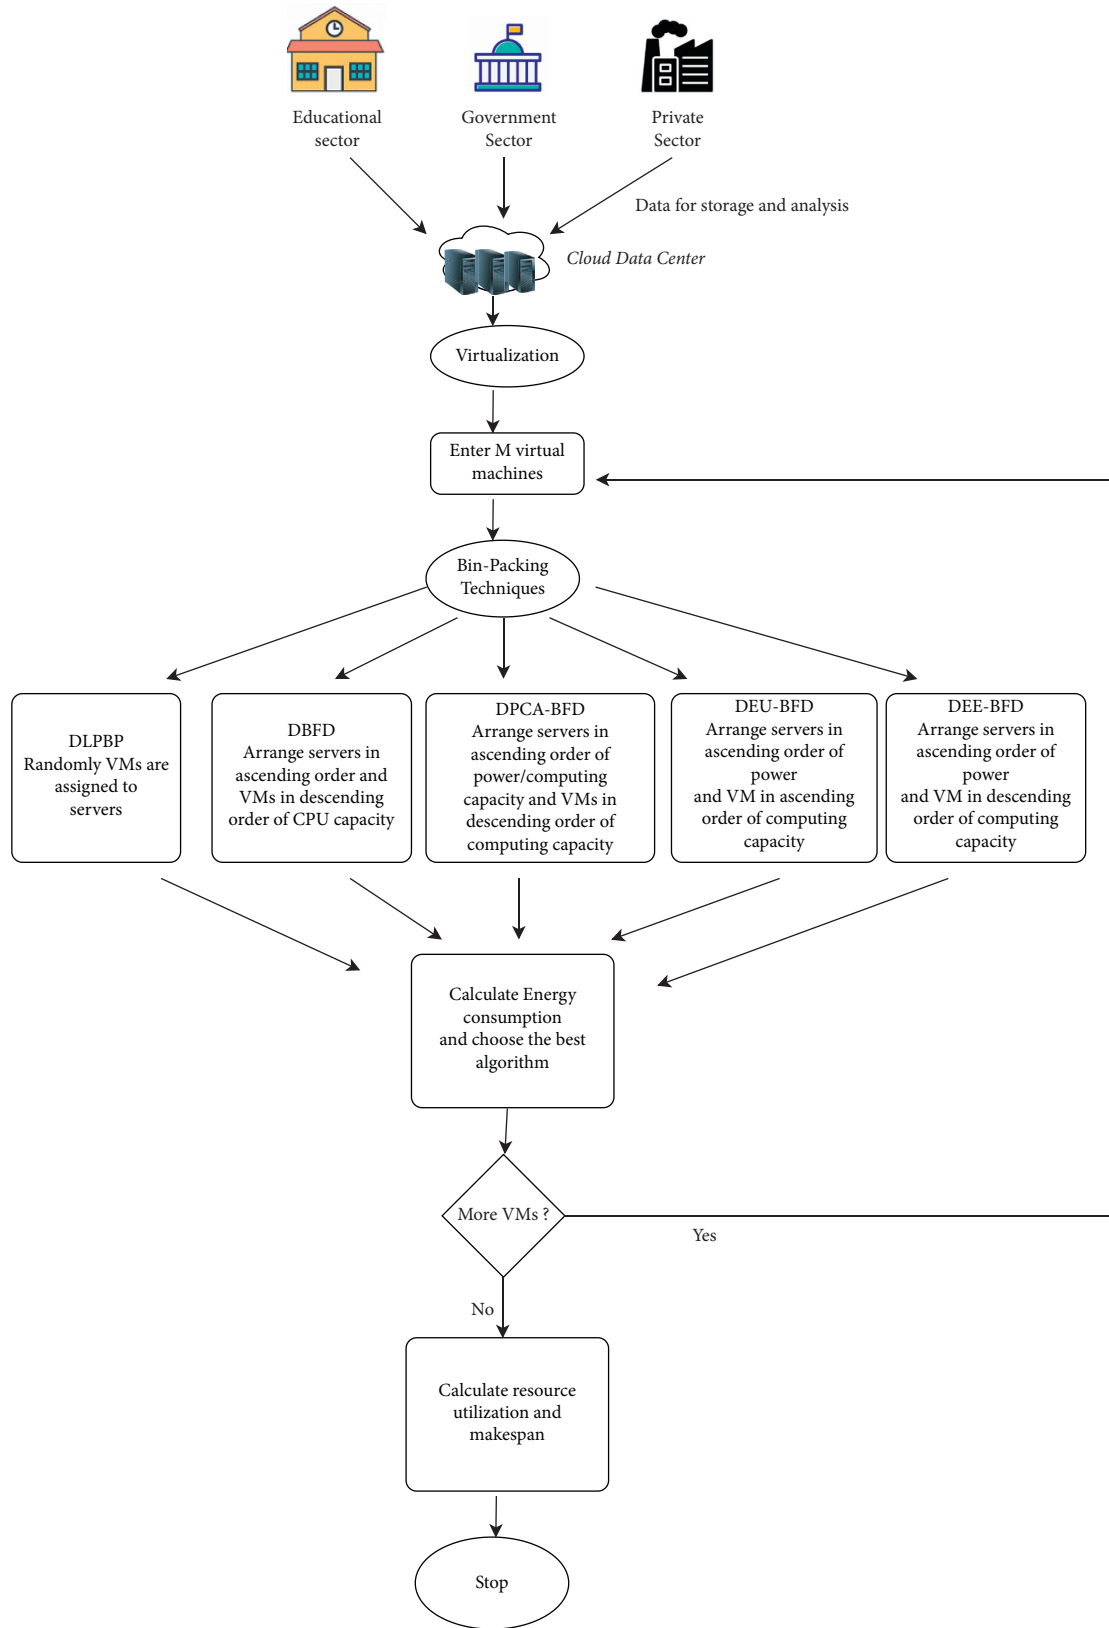 Educational
sector
Government
Sector
Private
Sector
Data for storage and analysis
Cloud Data Center
Virtualization
Enter M virtual
machines
Bin-Packing
Techniques
DLPBP
Randomly VMs are
assigned to
servers
DBFD
Arrange servers in
ascending order and
VMs in descending
order of CPU capacity
DPCA-BFD
Arrange servers in
ascending order of
power/computing
capacity and VMs in
descending order of
computing capacity
DEU-BFD
Arrange servers in
ascending order of
power
and VM in ascending
order of computing
capacity
DEE-BFD
Arrange servers in
ascending order of
power
and VM in descending
order of computing
capacity
Calculate Energy
consumption
and choose the best
algorithm
More VMs ?
Yes
No
Calculate resource
utilization and
makespan
Stop